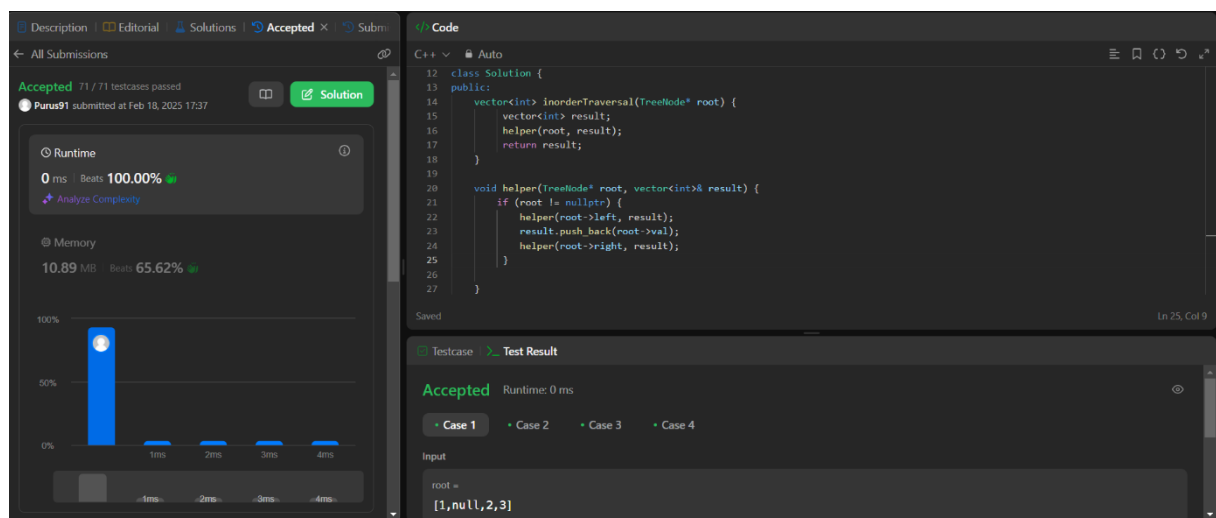 Description | Editorial | Solutions | Accepted × | Submi
← All Submissions
Accepted 71 / 71 testcases passed
Purus91 submitted at Feb 18, 2025 17:37
Solution
Runtime
0 ms | Beats 100.00%
Analyze Complexity
Memory
10.89 MB | Beats 65.62%
100%
50%
0%
1ms 2ms 3ms 4ms
1ms 2ms 3ms 4ms
</> Code
C++ Auto
12 class Solution {
13 public:
14 vector<int> inorderTraversal(TreeNode* root) {
15 vector<int> result;
16 helper(root, result);
17 return result;
18 }
19
20 void helper(TreeNode* root, vector<int>& result) {
21 if (root != nullptr) {
22 helper(root->left, result);
23 result.push_back(root->val);
24 helper(root->right, result);
25 }
26
27 }
Saved Ln 25, Col 9
Testcase | >_ Test Result
Accepted Runtime: 0 ms
• Case 1 • Case 2 • Case 3 • Case 4
Input
root =
[1,null,2,3]